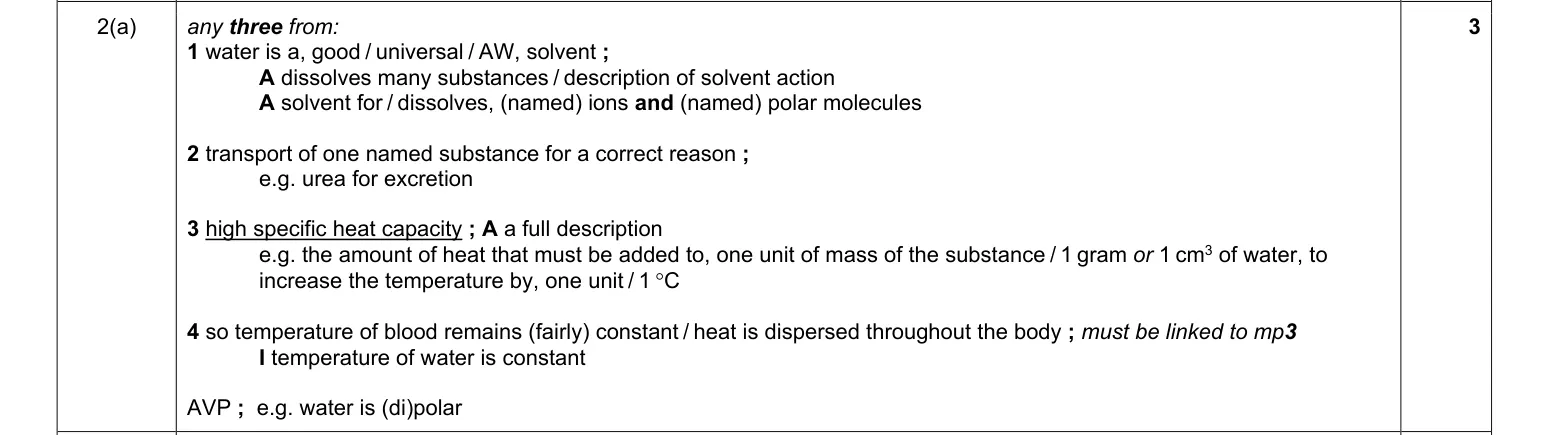 2(a)
any three from:
3
1 water is a, good / universal / AW, solvent ;
A dissolves many substances / description of solvent action
A solvent for / dissolves, (named) ions and (named) polar molecules
2 transport of one named substance for a correct reason ;
e.g. urea for excretion
3 high specific heat capacity ; A a full description
e.g. the amount of heat that must be added to, one unit of mass of the substance / 1 gram or 1 cm³ of water, to
increase the temperature by, one unit / 1 °C
4 so temperature of blood remains (fairly) constant / heat is dispersed throughout the body ; must be linked to mp3
I temperature of water is constant
AVP ; e.g. water is (di)polar